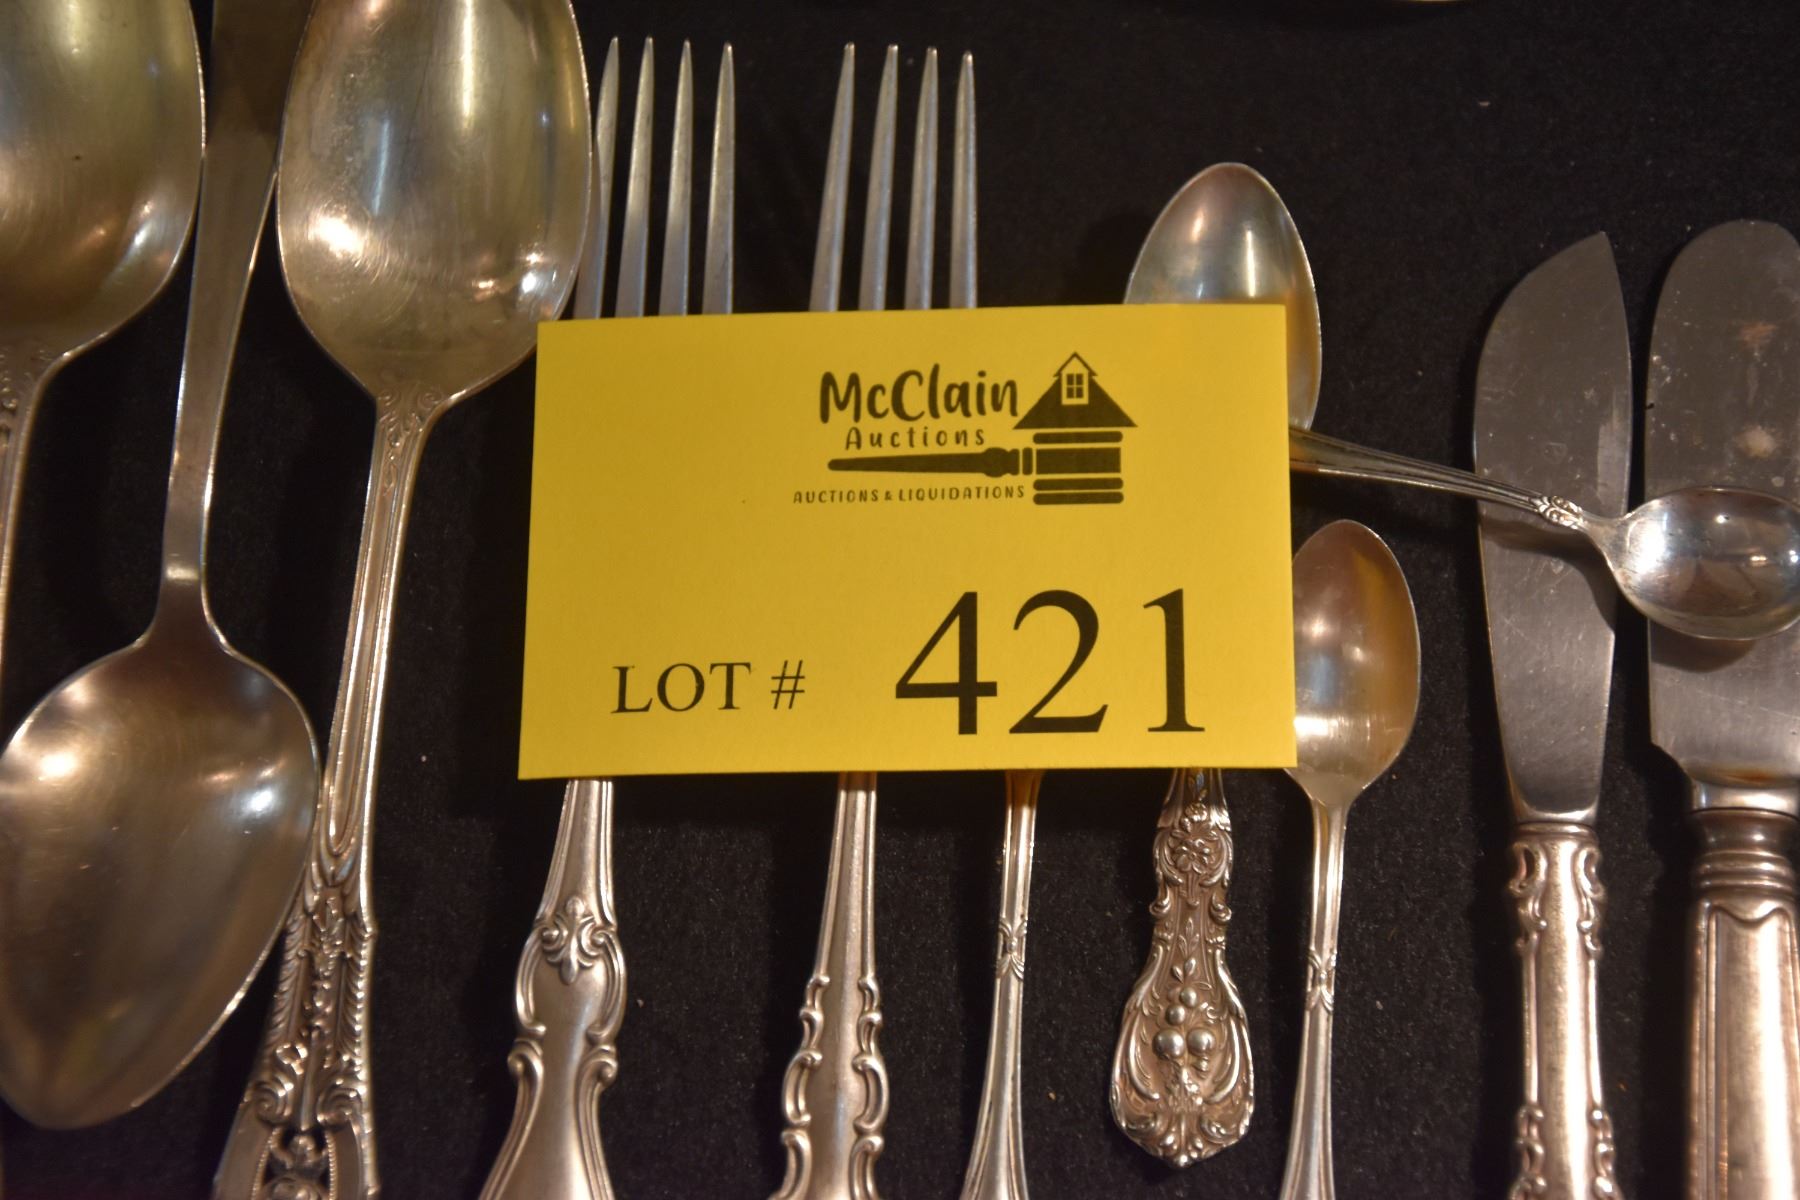 McClain
Auctions
AUCTIONS & LIQUIDATIONS
LOT # 421